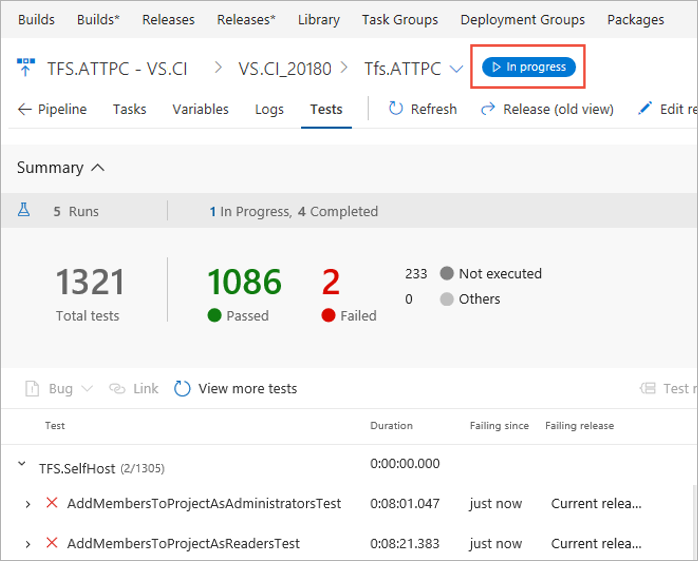 Builds Builds* Releases Releases* Library Task Groups Deployment Groups Packages
TFS.ATTPC - VS.CI > VS.CI_20180 > Tfs.ATTPC In progress
Pipeline Tasks Variables Logs Tests Refresh Release (old view) Edit re
Summary
5 Runs 1 In Progress, 4 Completed
1321 1086 2 233 Not executed
0 Others
Total tests Passed Failed
Bug Link View more tests Test r
Test Duration Failing since Failing release
TFS.SelfHost (2/1305) 0:00:00.000
AddMembersToProjectAsAdministratorsTest 0:08:01.047 just now Current relea...
AddMembersToProjectAsReadersTest 0:08:21.383 just now Current relea...